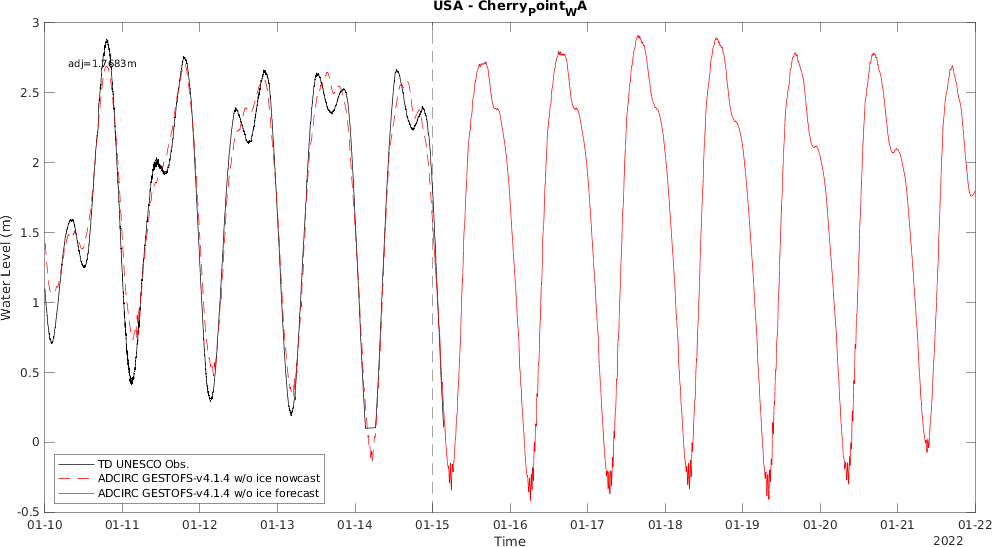 USA - CherryPointWA
adj=1.7683m
3
2.5
2
1.5
1
0.5
0
-0.5
Water Level (m)
TD UNESCO Obs.
ADCIRC GESTOFS-v4.1.4 w/o ice nowcast
ADCIRC GESTOFS-v4.1.4 w/o ice forecast
01-10 01-11 01-12 01-13 01-14 01-15 01-16 01-17 01-18 01-19 01-20 01-21 01-22
Time
2022